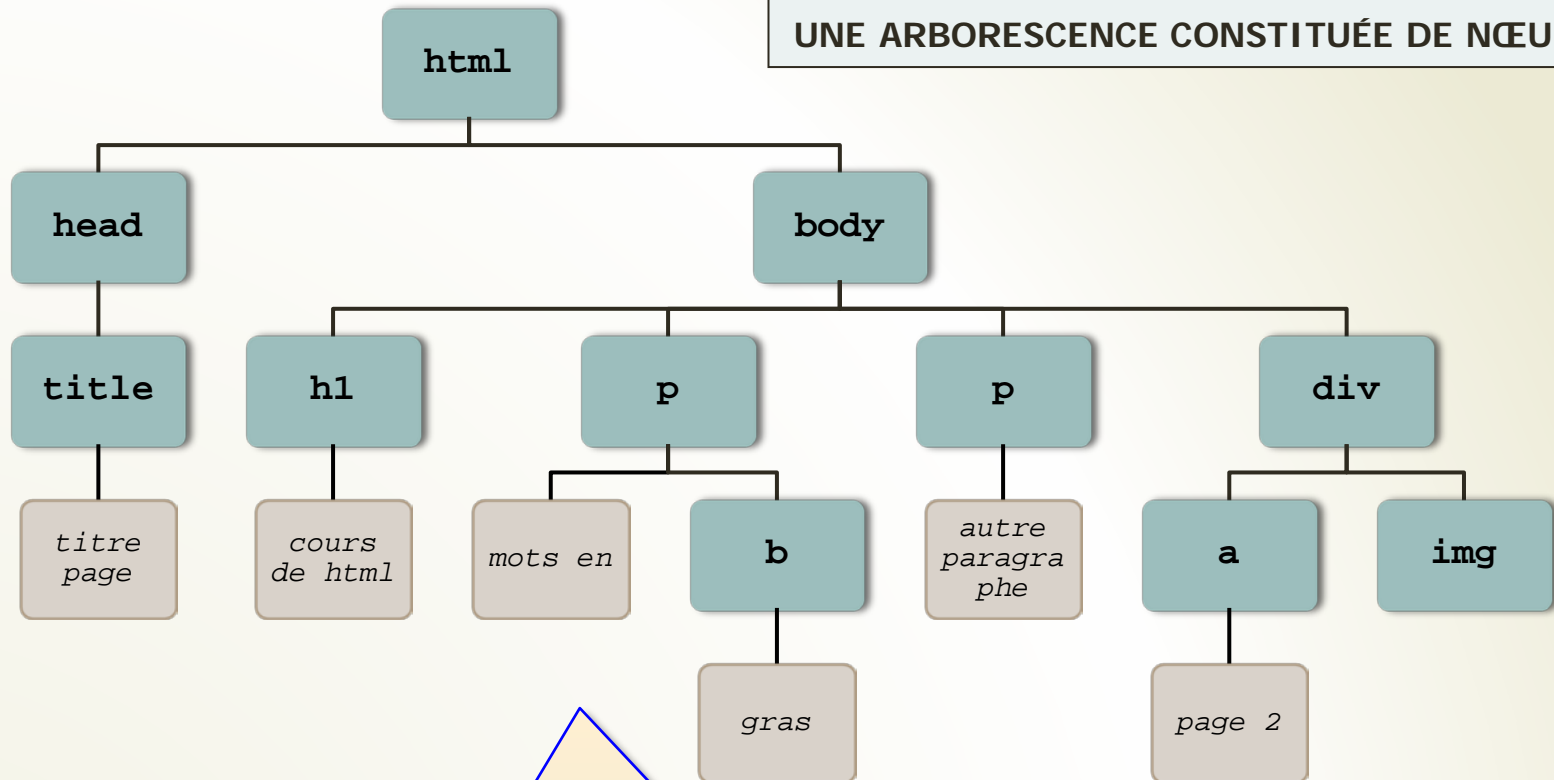 UNE ARBORESCENCE CONSTITUÉE DE NŒU
html
head
body
title
h1
p
p
div
titre
page
cours
de html
mots en
b
autre
paragra
phe
a
img
gras
page 2